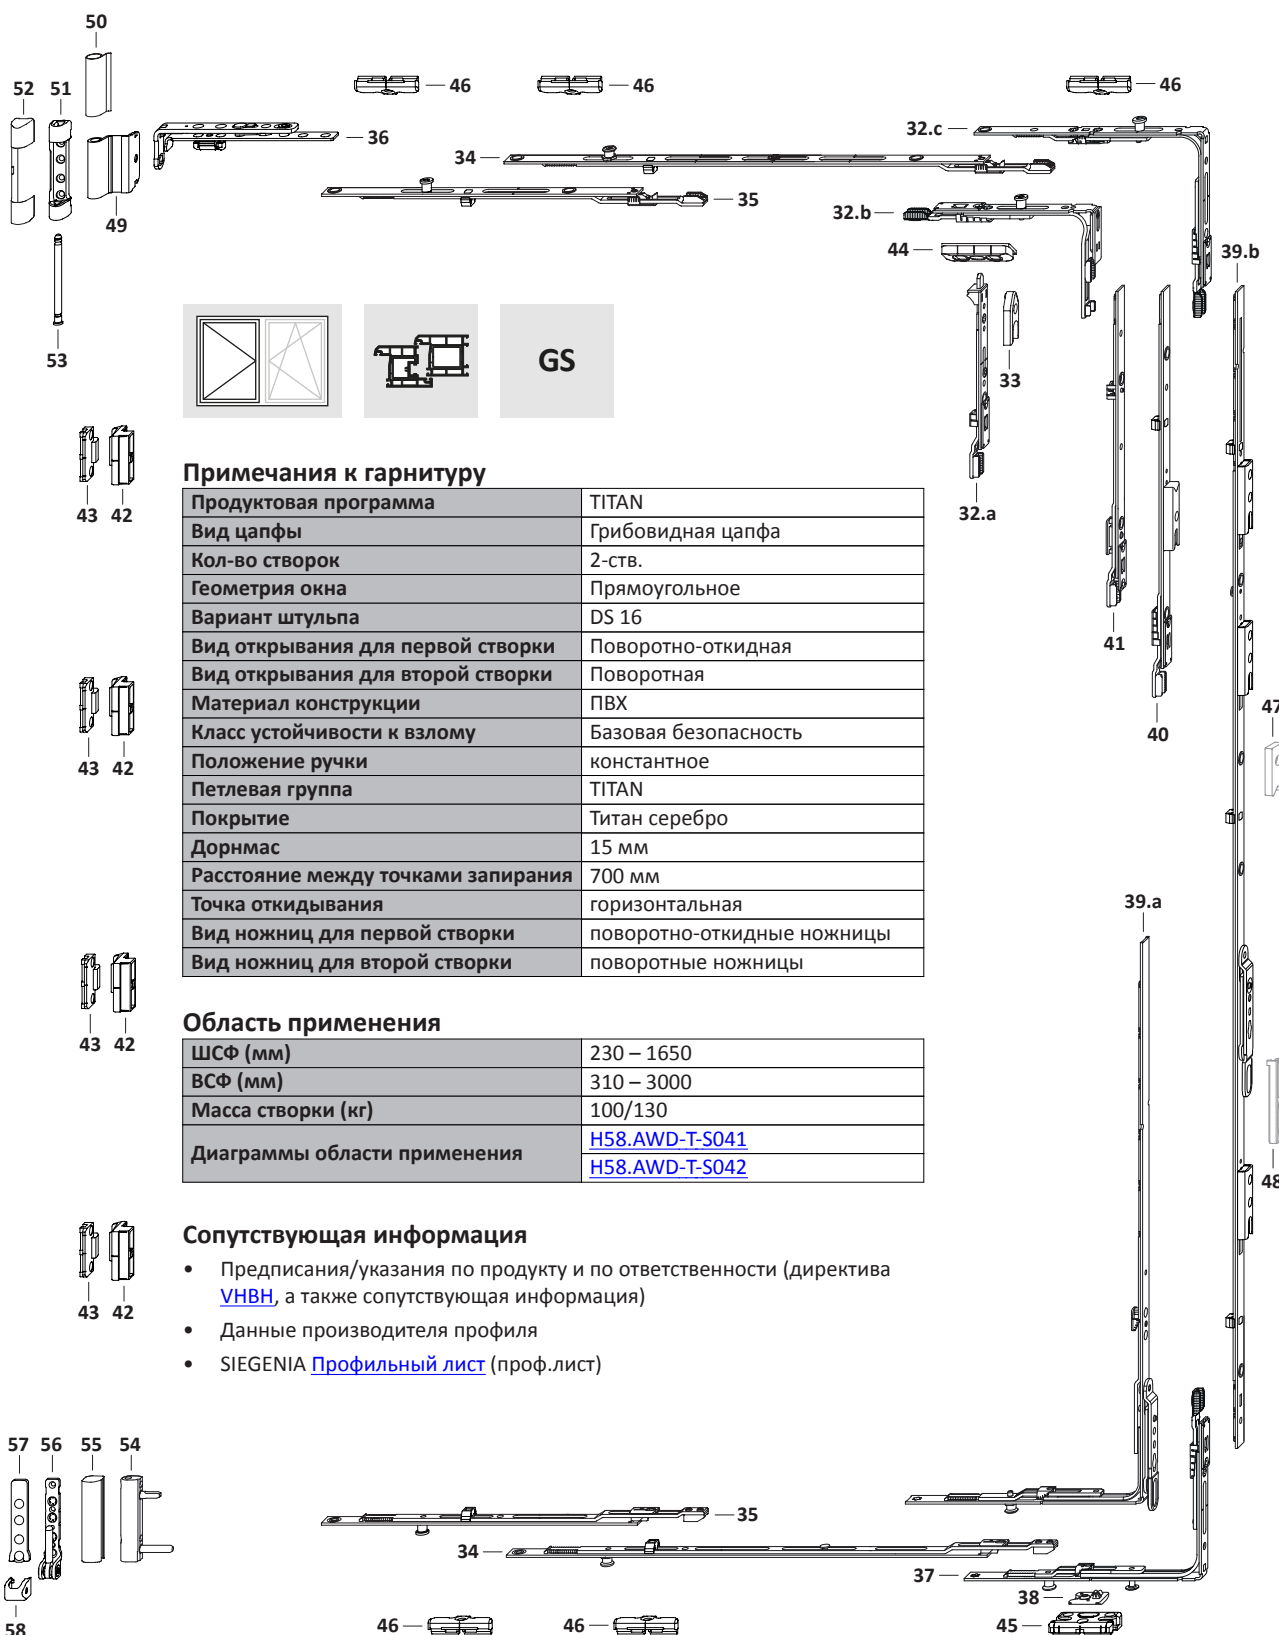 50
52 51
46
46
46
36
32.c
34
35
49
32.b
44
39.b
53
33
GS
43 42
32.a
41
40
47
43 42
Примечания к гарнитуру
Продуктовая программа TITAN
Вид цапфы Грибовидная цапфа
Кол-во створок 2-ств.
Геометрия окна Прямоугольное
Вариант штульпа DS 16
Вид открывания для первой створки Поворотно-откидная
Вид открывания для второй створки Поворотная
Материал конструкции ПВХ
Класс устойчивости к взлому Базовая безопасность
Положение ручки константное
Петлевая группа TITAN
Покрытие Титан серебро
Дорнмас 15 мм
Расстояние между точками запирания 700 мм
Точка откидывания горизонтальная
Вид ножниц для первой створки поворотно-откидные ножницы
Вид ножниц для второй створки поворотные ножницы
39.a
43 42
Область применения
ШСФ (мм) 230 – 1650
ВСФ (мм) 310 – 3000
Масса створки (кг) 100/130
Диаграммы области применения H58.AWD-T-S041
H58.AWD-T-S042
48
43 42
Сопутствующая информация
• Предписания/указания по продукту и по ответственности (директива
VHBH, а также сопутствующая информация)
• Данные производителя профиля
• SIEGENIA Профильный лист (проф.лист)
57 56 55 54
35
34
37
38
58
46
46
45